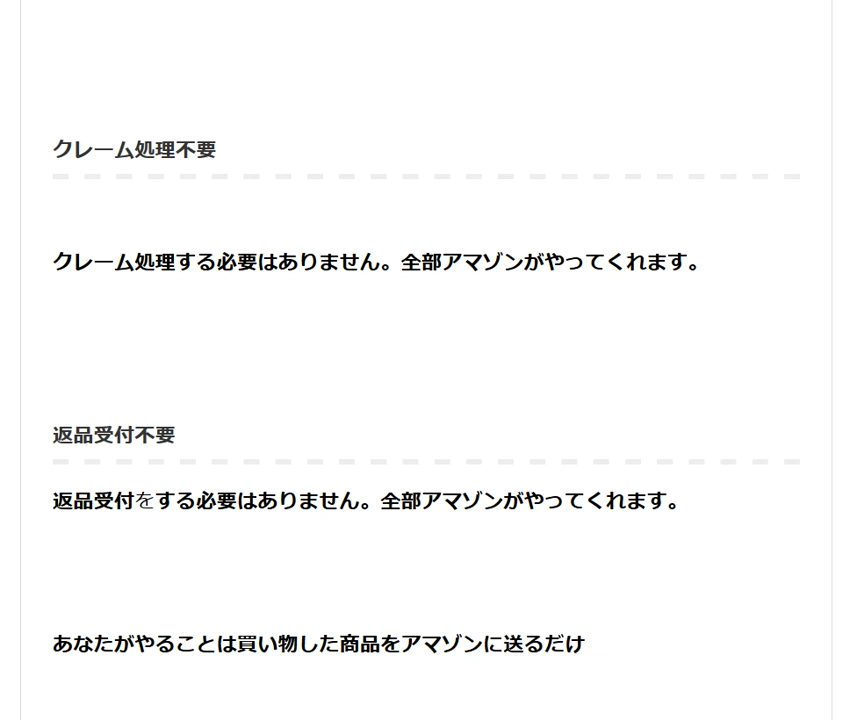 クレーム処理不要
クレーム処理する必要はありません。全部アマゾンがやってくれます。
返品受付不要
返品受付をする必要はありません。全部アマゾンがやってくれます。
あなたがやることは買い物した商品をアマゾンに送るだけ